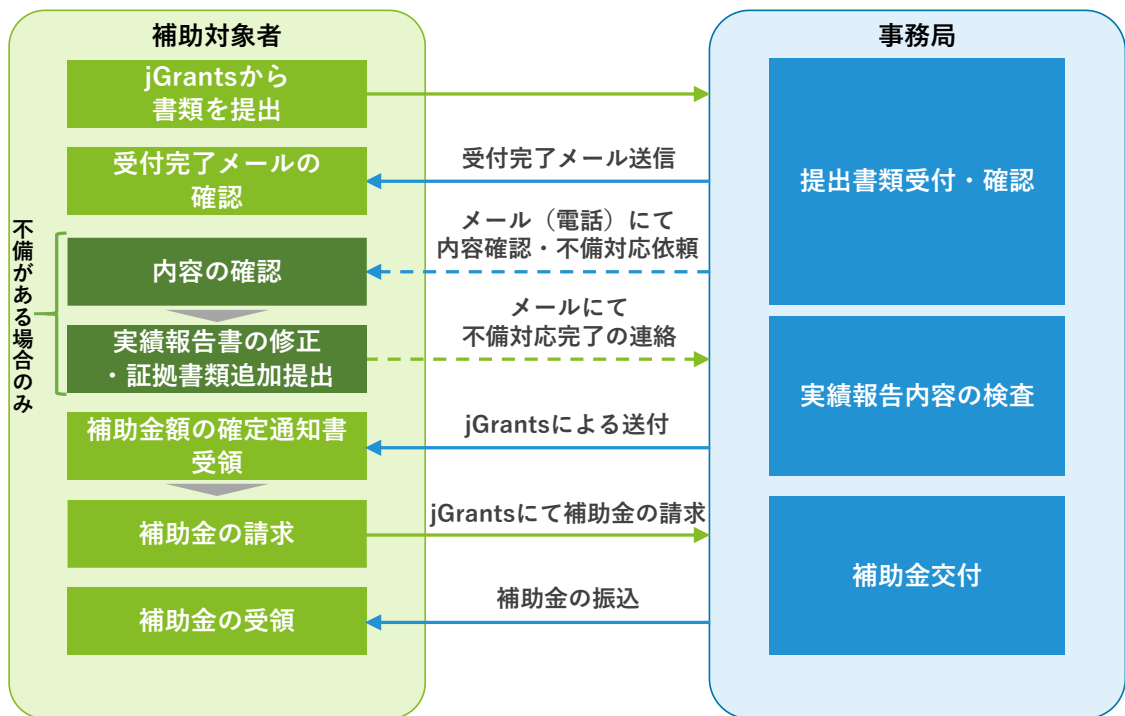 補助対象者
事務局
jGrantsから
書類を提出
受付完了メールの
確認
受付完了メール送信
提出書類受付・確認
メール（電話）にて
内容確認・不備対応依頼
不備がある場合のみ
内容の確認
メールにて
不備対応完了の連絡
実績報告書の修正
・証拠書類追加提出
実績報告内容の検査
補助金額の確定通知書
受領
jGrantsによる送付
補助金の請求
jGrantsにて補助金の請求
補助金交付
補助金の受領
補助金の振込